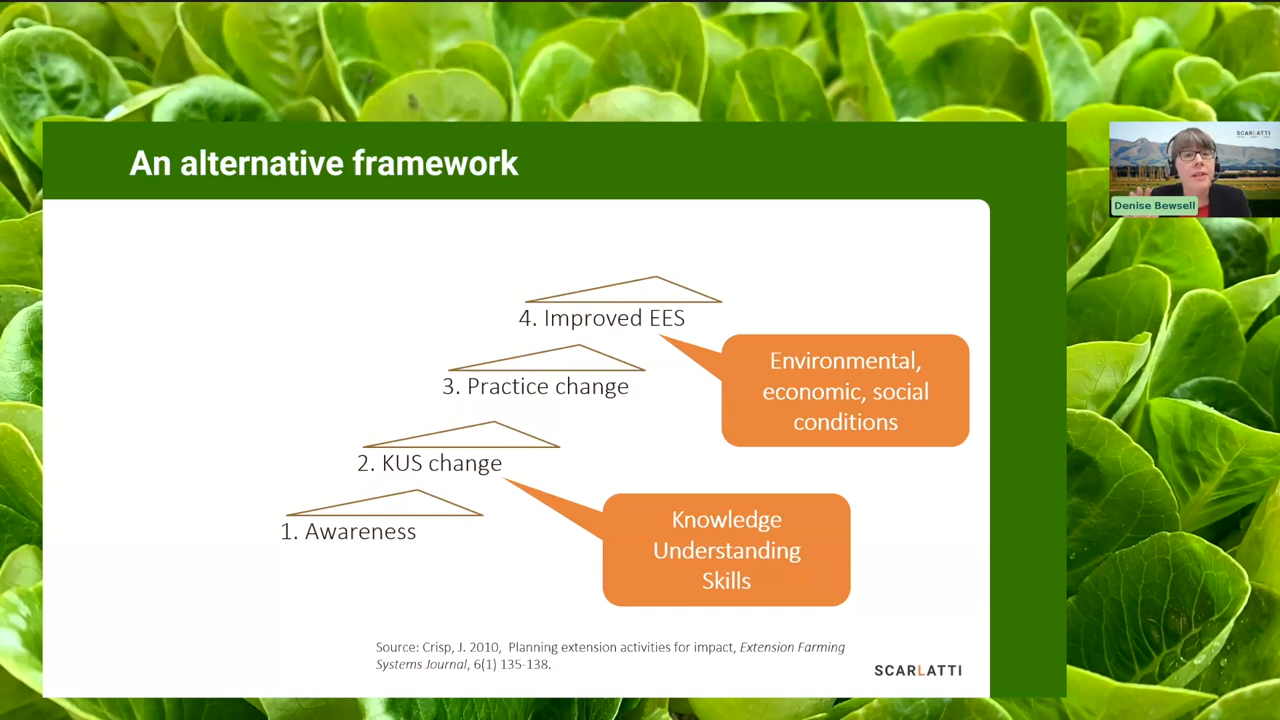 An alternative framework
SCARLATTI
Denise Bewsell
4. Improved EES
Environmental,
economic, social
conditions
3. Practice change
2. KUS change
Knowledge
Understanding
Skills
1. Awareness
Source: Crisp, J. 2010,  Planning extension activities for impact, Extension Farming
Systems Journal, 6(1) 135-138.
SCARLATTI